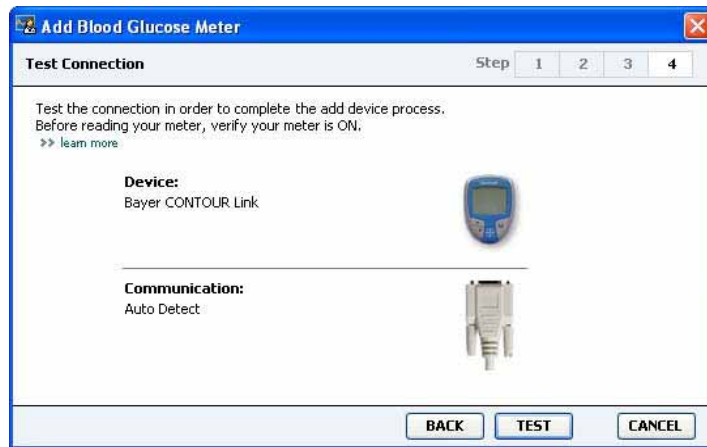 Add Blood Glucose Meter
Test Connection Step 1 2 3 4
Test the connection in order to complete the add device process.
Before reading your meter, verify your meter is ON.
>> learn more
Device:
Bayer CONTOUR Link
Communication:
Auto Detect
BACK TEST CANCEL